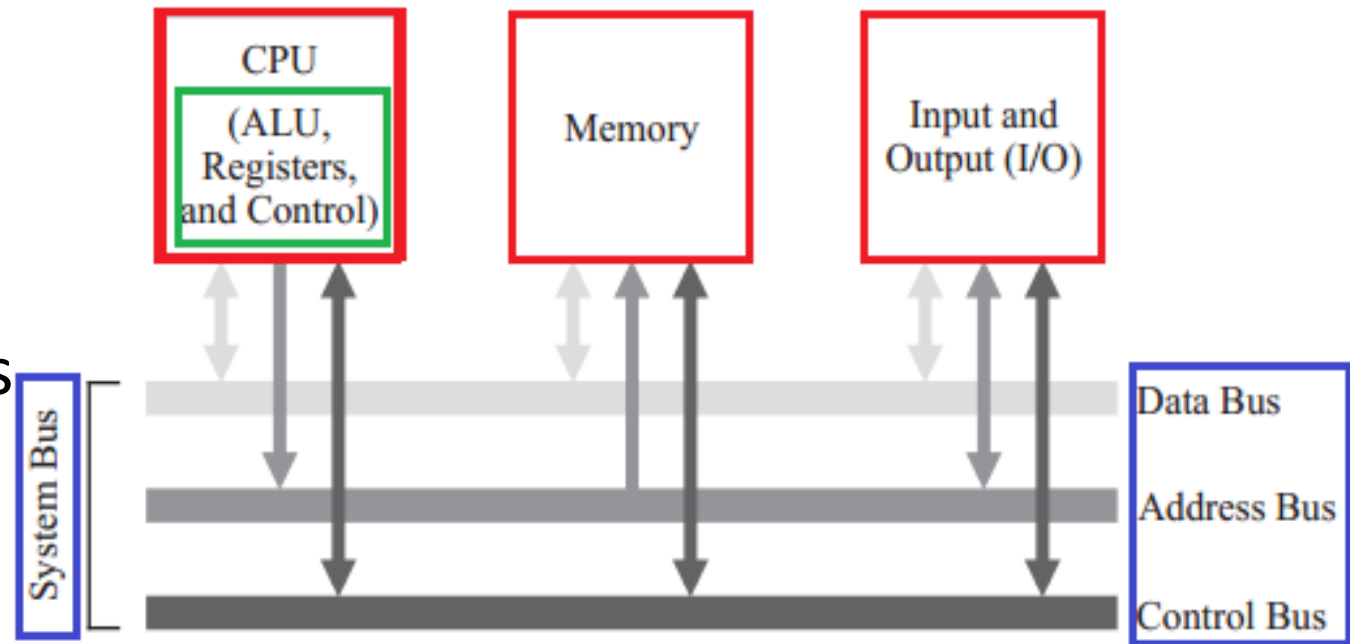 CPU
(ALU,
Registers,
and Control)
Memory
Input and
Output (I/O)
s
System Bus
Data Bus
Address Bus
Control Bus